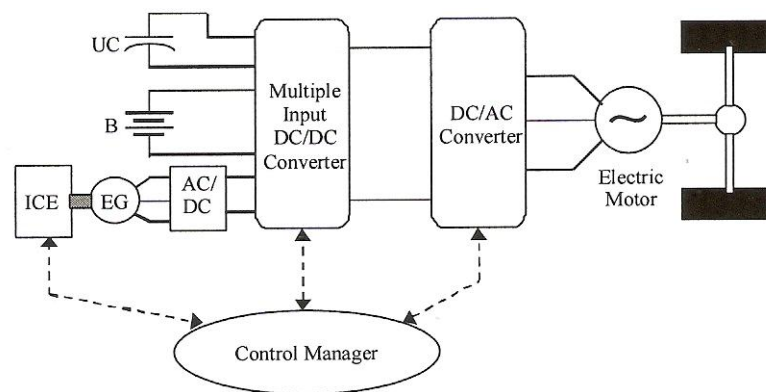 UC
Multiple
Input
DC/DC
Converter
DC/AC
Converter
B
Electric
Motor
ICE
EG
AC/
DC
Control Manager